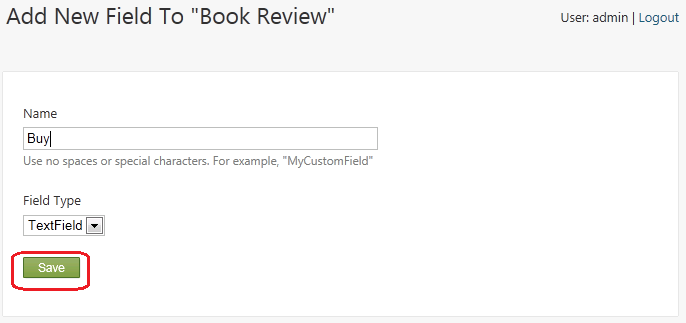 Add New Field To "Book Review"
User: admin | Logout
Name
Buy
Use no spaces or special characters. For example, "MyCustomField"
Field Type
TextField
Save